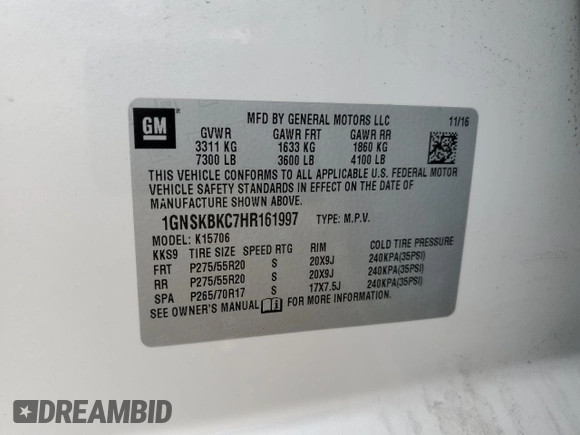 GM
MFD BY GENERAL MOTORS LLC 11/16
GVWR GAWR FRT GAWR RR
3311 KG 1633 KG 1860 KG
7300 LB 3600 LB 4100 LB
THIS VEHICLE CONFORMS TO ALL APPLICABLE U.S. FEDERAL MOTOR
VEHICLE SAFETY STANDARDS IN EFFECT ON THE DATE OF
MANUFACTURE SHOWN ABOVE.
1GNSKBKC7HR161997 TYPE: M.P.V.
MODEL: K15706
KKS9 TIRE SIZE SPEED RTG RIM COLD TIRE PRESSURE
FRT P275/55R20 S 20X9J 240KPA(35PSI)
RR P275/55R20 S 20X9J 240KPA(35PSI)
SPA P265/70R17 S 17X7.5J 240KPA(35PSI)
SEE OWNER'S MANUAL FOR MORE INFORMATION.
DREAMBID